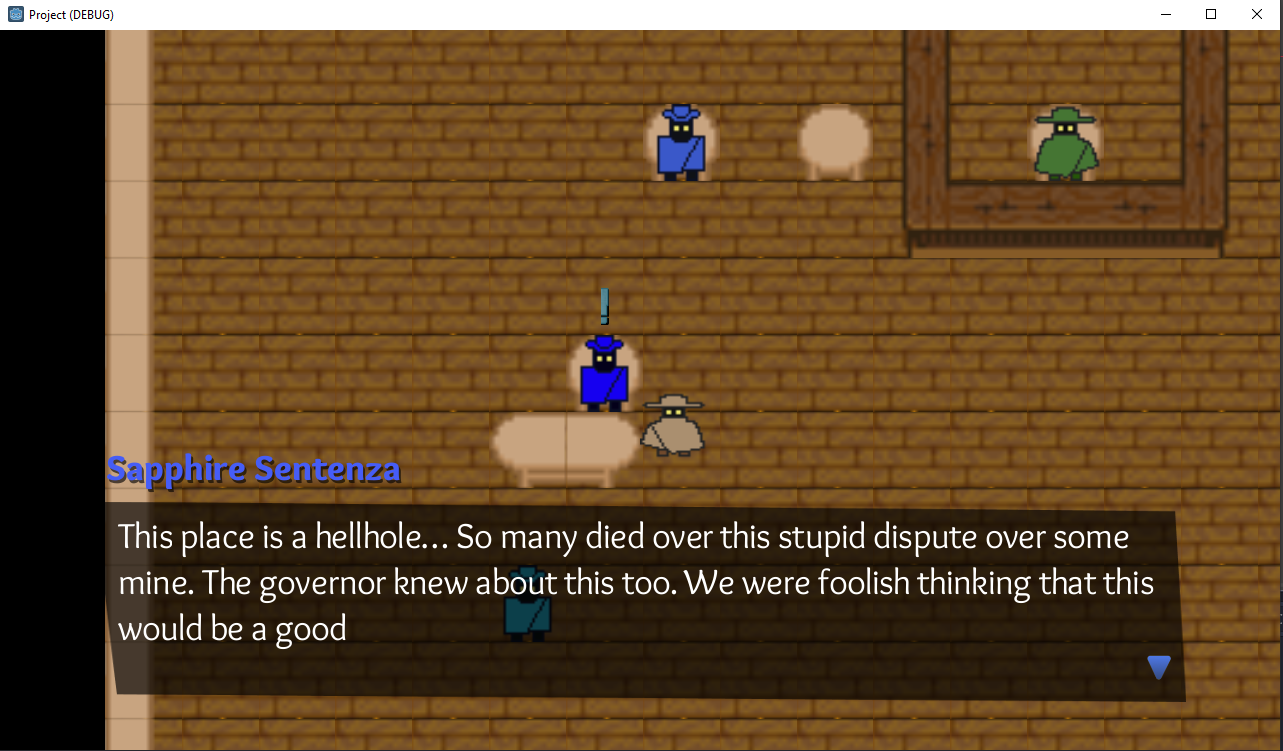 Project (DEBUG)
!
Sapphire Sentenza
This place is a hellhole... So many died over this stupid dispute over some
mine. The governor knew about this too. We were foolish thinking that this
would be a good